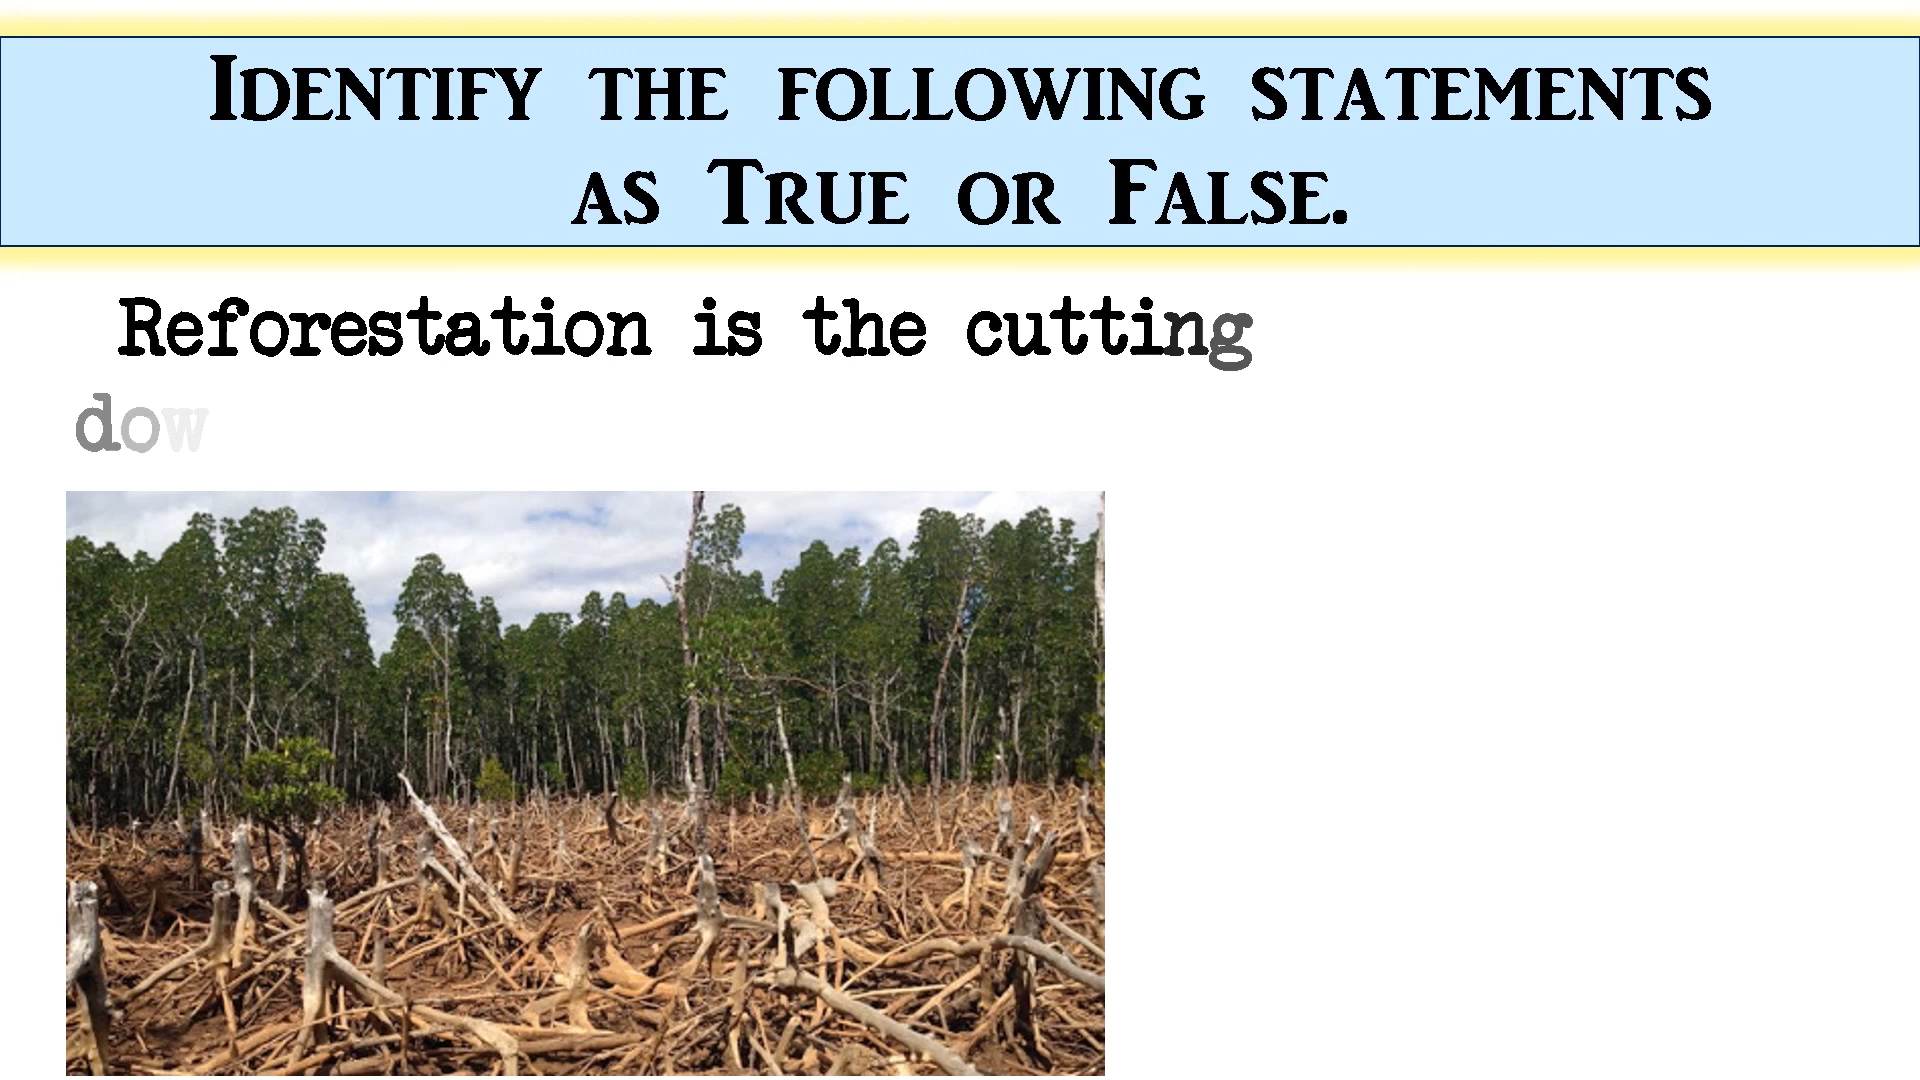 Identify the following statements
as True or False.
Reforestation is the cutting
dow